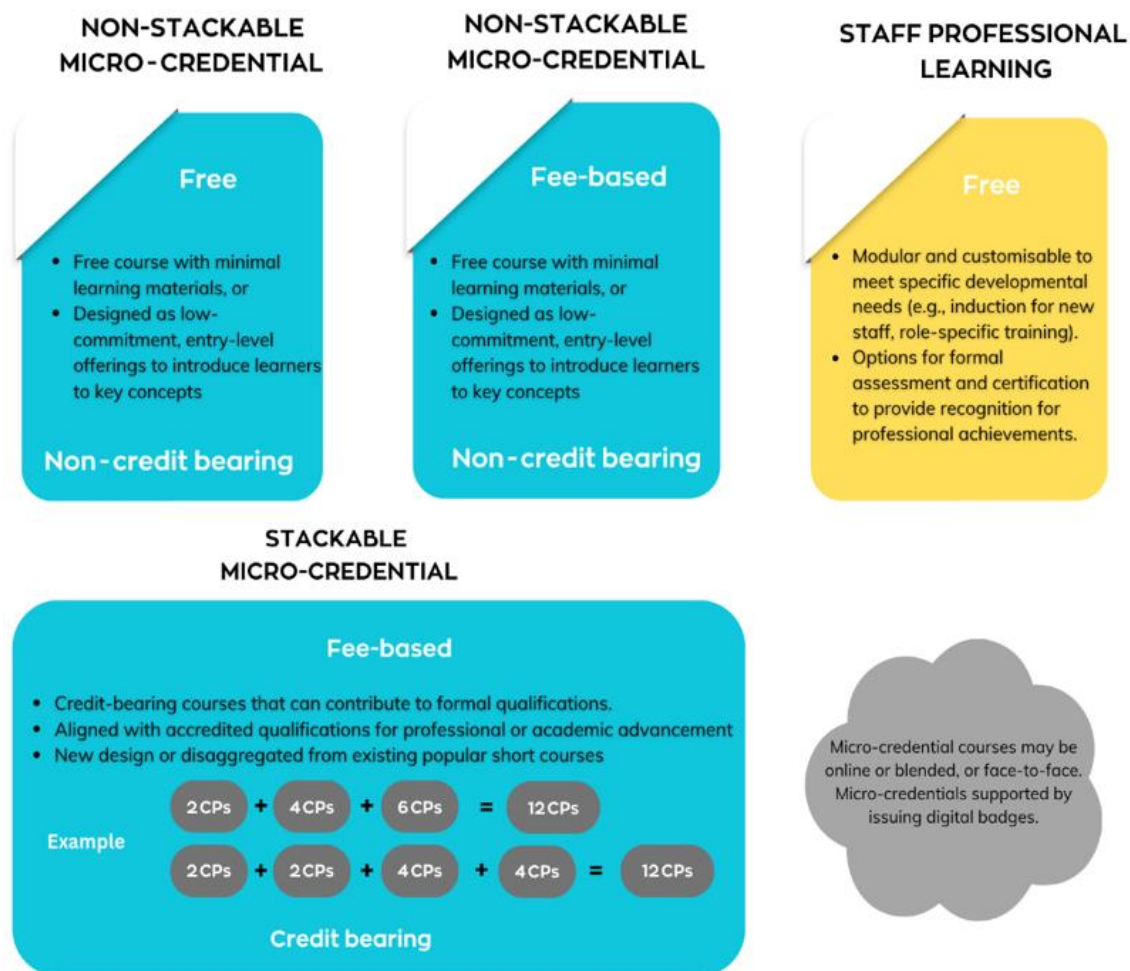 NON-STACKABLE
MICRO-CREDENTIAL
Free
• Free course with minimal
learning materials, or
• Designed as low-
commitment, entry-level
offerings to introduce learners
to key concepts
Non-credit bearing
NON-STACKABLE
MICRO-CREDENTIAL
Fee-based
• Free course with minimal
learning materials, or
• Designed as low-
commitment, entry-level
offerings to introduce learners
to key concepts
Non-credit bearing
STAFF PROFESSIONAL
LEARNING
Free
• Modular and customisable to
meet specific developmental
needs (e.g., induction for new
staff, role-specific training).
• Options for formal
assessment and certification
to provide recognition for
professional achievements.
STACKABLE
MICRO-CREDENTIAL
Fee-based
• Credit-bearing courses that can contribute to formal qualifications.
• Aligned with accredited qualifications for professional or academic advancement
• New design or disaggregated from existing popular short courses
Example
2CPs + 4CPs + 6CPs = 12CPs
2CPs + 2CPs + 4CPs + 4CPs = 12CPs
Credit bearing
Micro-credential courses may be
online or blended, or face-to-face.
Micro-credentials supported by
issuing digital badges.